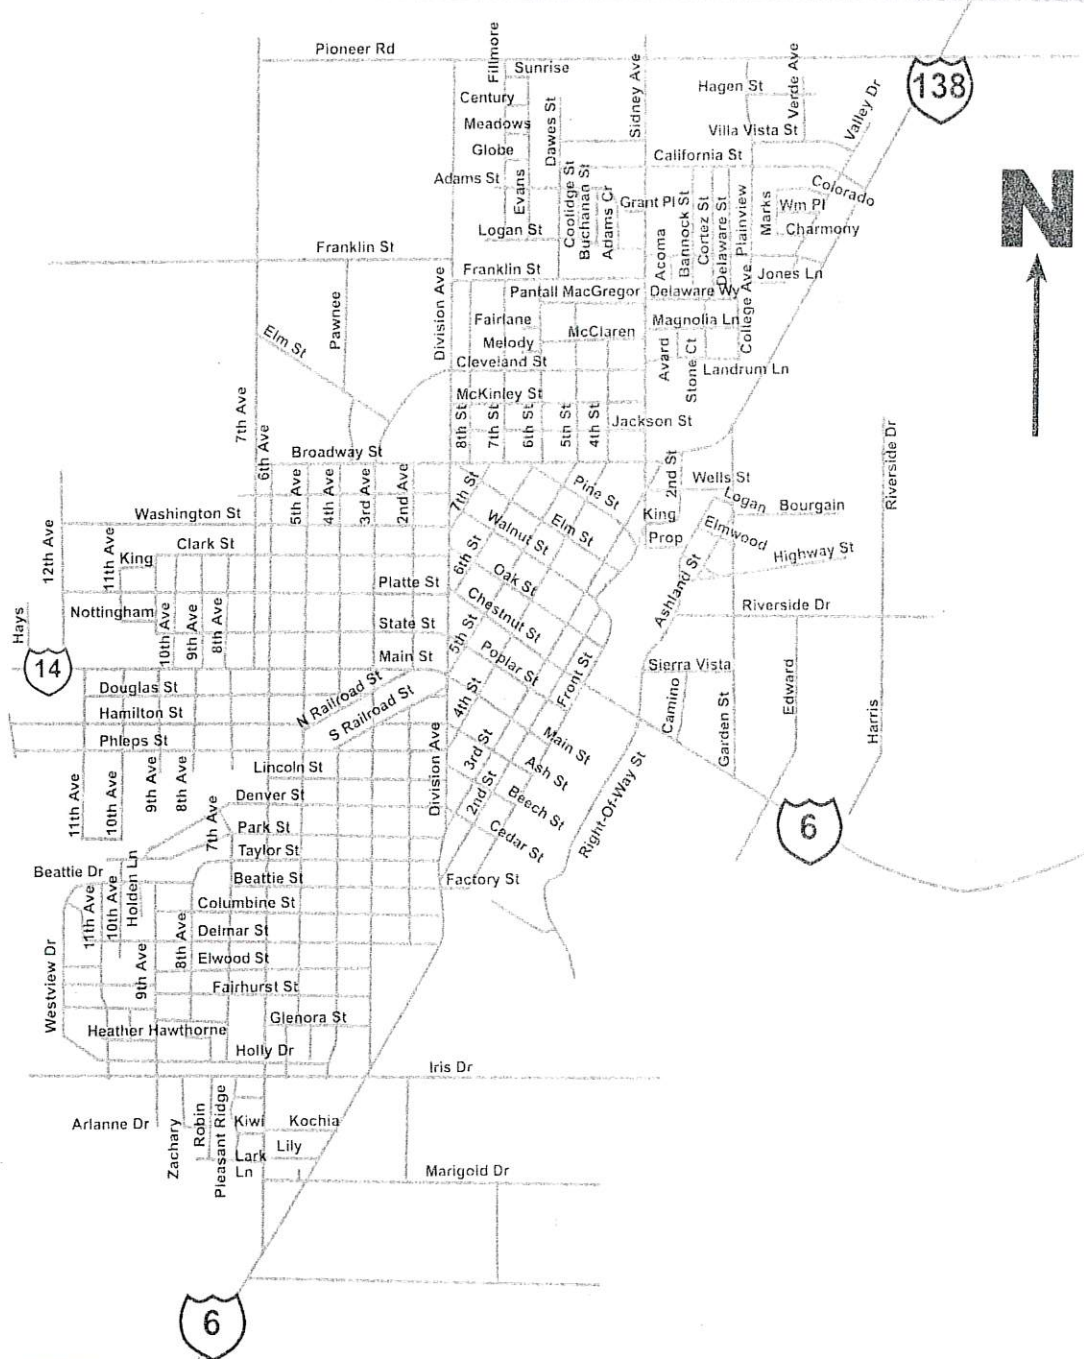 Pioneer Rd
Fillmore
Sunrise
Century
Meadows
Globe
Adams St
Evans
Logan St
Dawes St
Coolidge St
Buchanan St
Adams Cr
Sidney Ave
Hagen St
Verde Ave
Valley Dr
138
Villa Vista St
California St
Colorado
Grant Pl
Acoma
Bannock St
Cortez St
Delaware St
Plainview
Marks
Wm Pl
Charmony
Jones Ln
N
Franklin St
Franklin St
Pantall MacGregor
Delaware Wy
College Ave
Division Ave
Pawnee
Elm St
Fairlane
Melody
McClaren
Magnolia Ln
Avard
Stone Ct
Landrum Ln
Cleveland St
McKinley St
8th St
7th St
6th St
5th St
4th St
Jackson St
7th Ave
6th Ave
Broadway St
5th Ave
4th Ave
3rd Ave
2nd Ave
7th St
Pine St
2nd St
Wells St
Logan
Bourgain
Riverside Dr
Washington St
12th Ave
11th Ave
King
Clark St
Walnut St
Elm St
King
Prop
Elmwood
Highway St
6th St
Oak St
Platte St
Chestnut St
Ashland St
Riverside Dr
Nottingham
Hays
10th Ave
9th Ave
8th Ave
State St
5th St
Main St
Poplar St
Front St
Sierra Vista
14
Douglas St
N Railroad St
S Railroad St
4th St
Camino
Garden St
Edward
Harris
Hamilton St
Phleps St
Main St
3rd St
Ash St
Lincoln St
Division Ave
2nd St
Beech St
Right-Of-Way St
11th Ave
10th Ave
9th Ave
8th Ave
7th Ave
Denver St
Park St
Cedar St
6
Taylor St
Beattie Dr
Holden Ln
Beattie St
Factory St
11th Ave
10th Ave
Columbine St
8th Ave
Delmar St
9th Ave
Elwood St
Westview Dr
Fairhurst St
Heather Hawthorne
Glenora St
Holly Dr
Iris Dr
Arlanne Dr
Zachary
Robin
Pleasant Ridge
Kiwi
Kochia
Lark
Ln
Lily
Marigold Dr
6